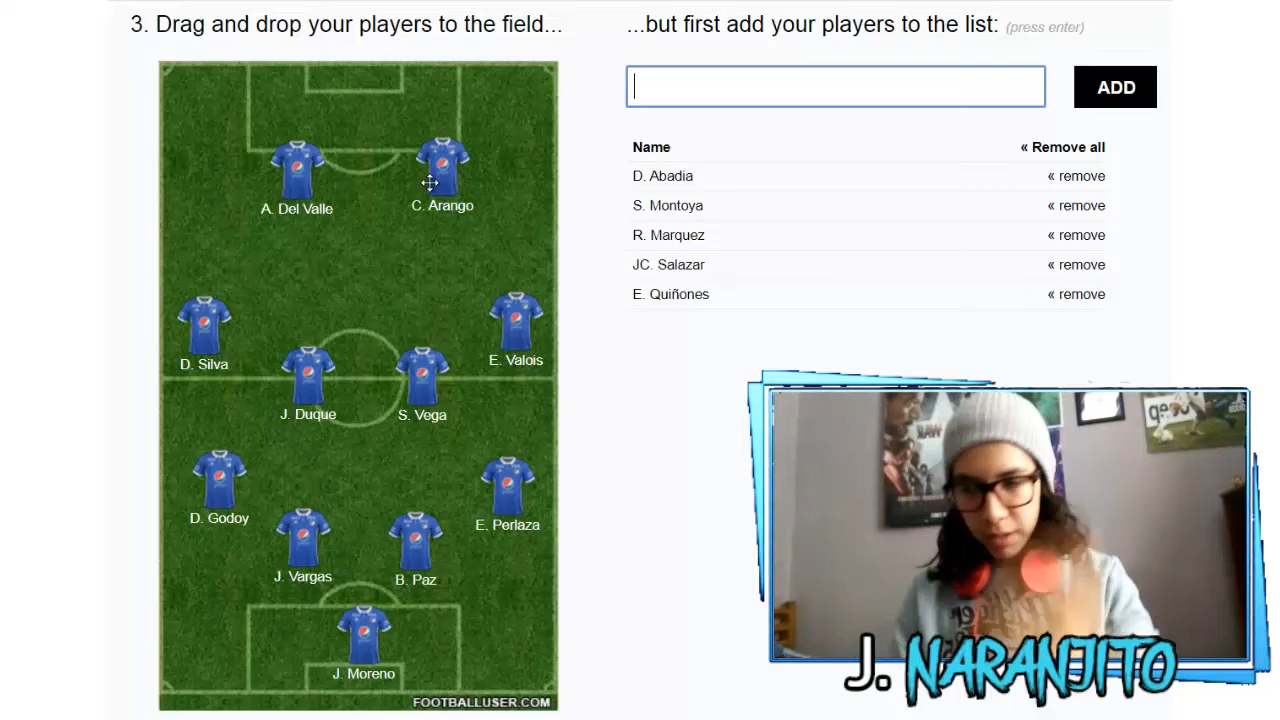 3. Drag and drop your players to the field...
...but first add your players to the list: (press enter)
ADD
Name « Remove all
D. Abadia « remove
S. Montoya « remove
R. Marquez « remove
JC. Salazar « remove
E. Quiñones « remove
A. Del Valle
C. Arango
D. Silva
E. Valois
J. Duque
S. Vega
D. Godoy
E. Perlaza
J. Vargas
B. Paz
J. Moreno
FOOTBALLUSER.COM
J. NARANJITO